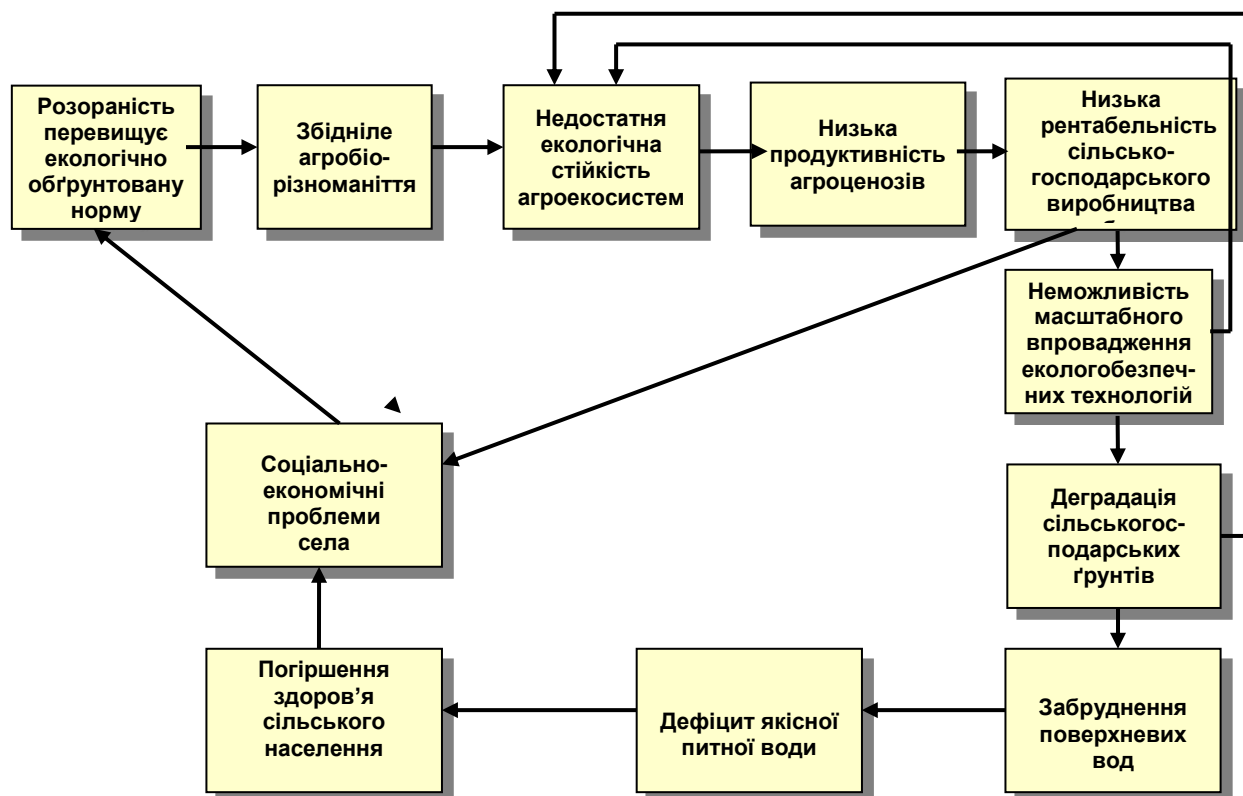 Розораність
перевищує
екологічно
обґрунтовану
норму
Збідніле
агробіо-
різноманіття
Недостатня
екологічна
стійкість
агроекосистем
Низька
продуктивність
агроценозів
Низька
рентабельність
сільсько-
господарського
виробництва
Неможливість
масштабного
впровадження
екологобезпеч-
них технологій
Соціально-
економічні
проблеми
села
Деградація
сільськогос-
подарських
ґрунтів
Погіршення
здоров’я
сільського
населення
Дефіцит якісної
питної води
Забруднення
поверхневих
вод